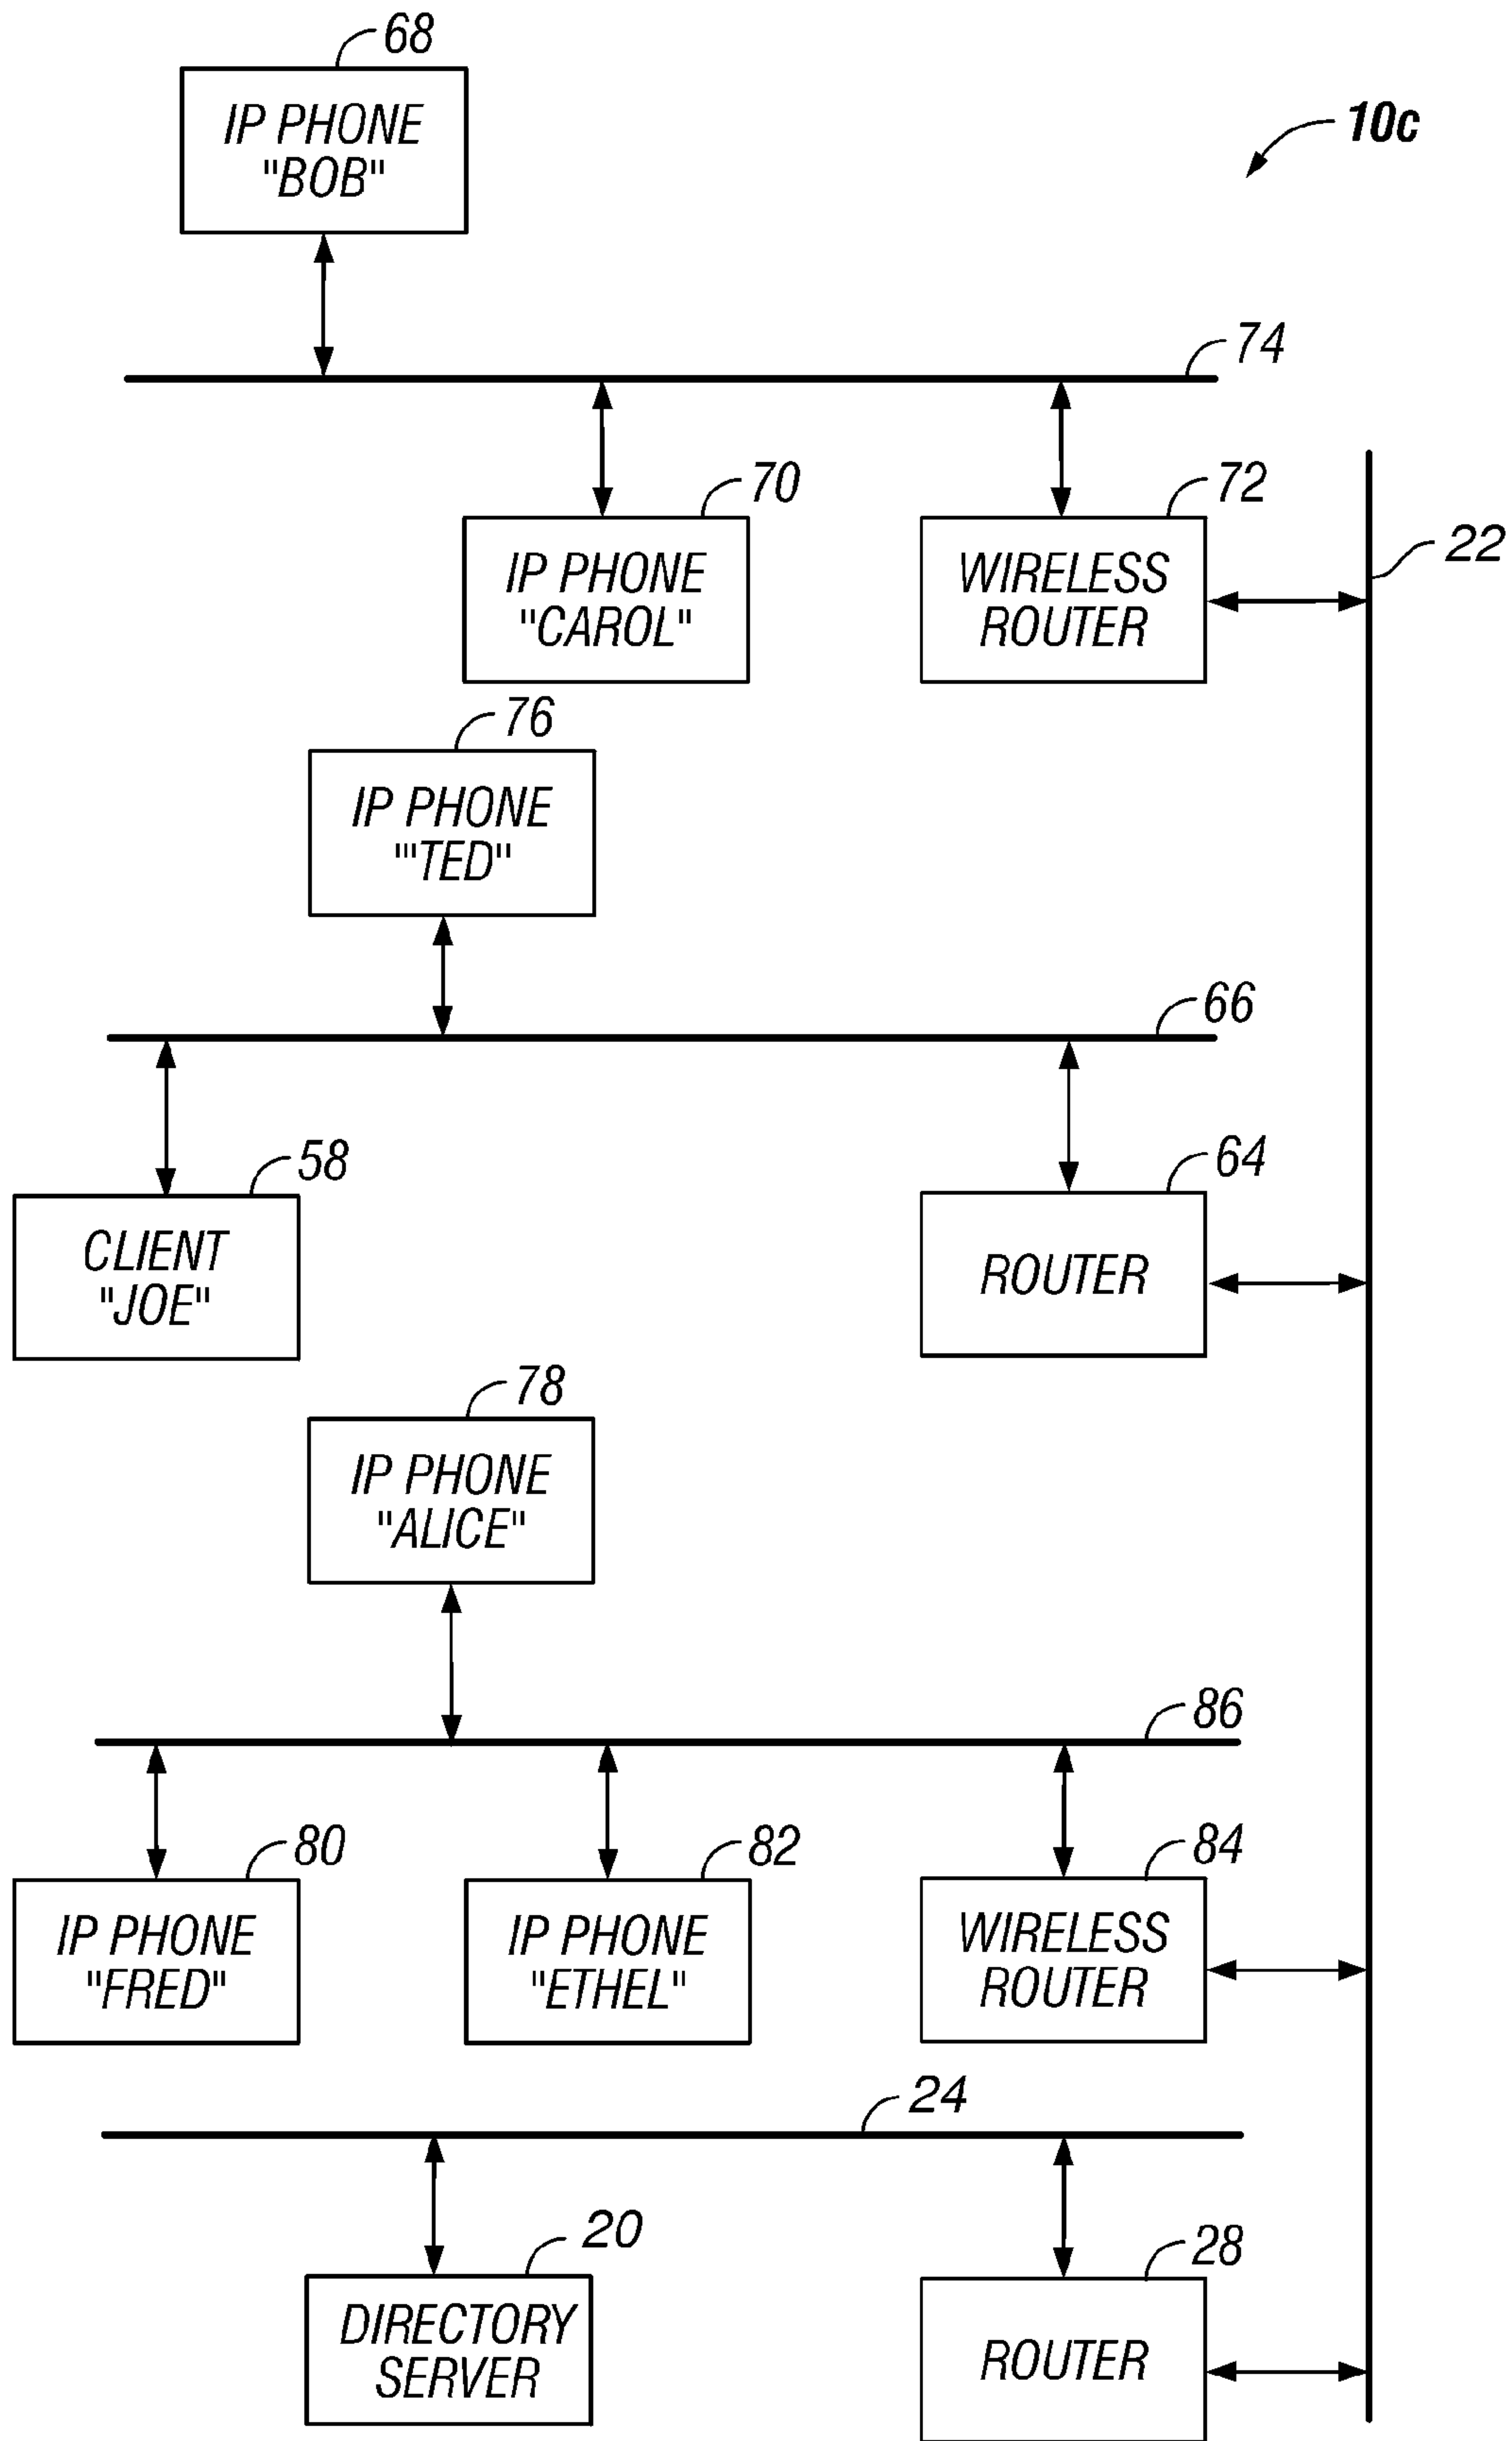 68
IP PHONE
"BOB"
10c
74
70
72
IP PHONE
"CAROL"
WIRELESS
ROUTER
22
76
IP PHONE
'"TED"
66
58
64
CLIENT
"JOE"
ROUTER
78
IP PHONE
"ALICE"
86
80
82
84
IP PHONE
"FRED"
IP PHONE
"ETHEL"
WIRELESS
ROUTER
24
20
28
DIRECTORY
SERVER
ROUTER